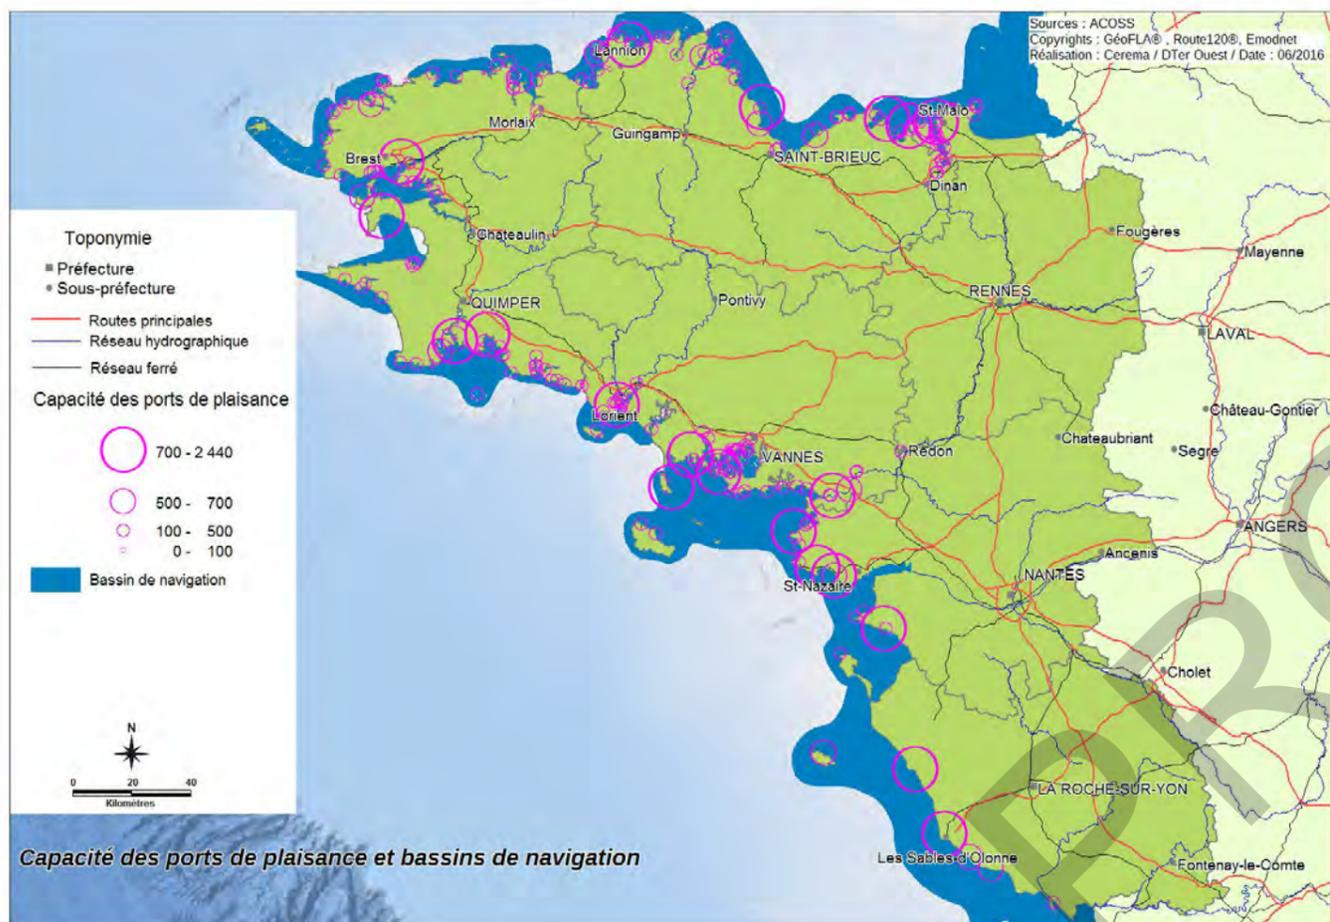 Sources : ACOSS
Copyrights : GéoFLA® , Route120®, Emodnet
Réalisation : Cerema / DTer Ouest / Date : 06/2016
Lannion
Morlaix
Guingamp
St-Malo
SAINT-BRIEUC
Brest
Dinan
Chateaulin
Fougères
Mayenne
QUIMPER
Pontivy
RENNES
LAVAL
Lorient
Château-Gontier
Chateaubriant
Segre
VANNES
Redon
ANGERS
Ancenis
NANTES
St-Nazaire
Cholet
LA ROCHE-SUR-YON
Les Sables-d'Olonne
Fontenay-le-Comte
Toponymie
Préfecture
Sous-préfecture
Routes principales
Réseau hydrographique
Réseau ferré
Capacité des ports de plaisance
700 - 2 440
500 - 700
100 - 500
0 - 100
Bassin de navigation
N
0 20 40
Kilomètres
Capacité des ports de plaisance et bassins de navigation
PRO